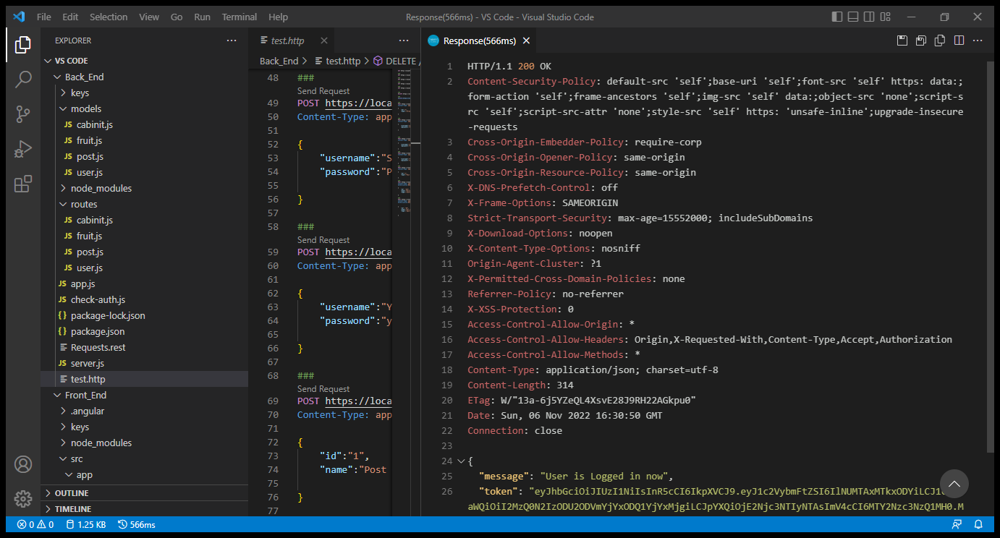 File Edit Selection View Go Run Terminal Help
Response(566ms) - VS Code - Visual Studio Code
EXPLORER
VS CODE
Back_End
keys
models
JS cabinit.js
JS fruit.js
JS post.js
JS user.js
node_modules
routes
JS cabinit.js
JS fruit.js
JS post.js
JS user.js
JS app.js
JS check-auth.js
{} package-lock.json
{} package.json
Requests.rest
JS server.js
test.http
Front_End
.angular
keys
node_modules
src
app
OUTLINE
TIMELINE
test.http
Back_End > test.http > DELETE /
48 ###
Send Request
49 POST https://loca
50 Content-Type: app
51
52 {
53 "username":"S
54 "password":"P
55
56 }
57
58 ###
Send Request
59 POST https://loca
60 Content-Type: app
61
62 {
63 "username":"Y
64 "password":"y
65
66 }
67
68 ###
Send Request
69 POST https://loca
70 Content-Type: app
71
72 {
73 "id":"1",
74 "name":"Post
75
76 }
77
Response(566ms)
1 HTTP/1.1 200 OK
2 Content-Security-Policy: default-src 'self';base-uri 'self';font-src 'self' https: data:;
form-action 'self';frame-ancestors 'self';img-src 'self' data:;object-src 'none';script-s
rc 'self';script-src-attr 'none';style-src 'self' https: 'unsafe-inline';upgrade-insecure
-requests
3 Cross-Origin-Embedder-Policy: require-corp
4 Cross-Origin-Opener-Policy: same-origin
5 Cross-Origin-Resource-Policy: same-origin
6 X-DNS-Prefetch-Control: off
7 X-Frame-Options: SAMEORIGIN
8 Strict-Transport-Security: max-age=15552000; includeSubDomains
9 X-Download-Options: noopen
10 X-Content-Type-Options: nosniff
11 Origin-Agent-Cluster: ?1
12 X-Permitted-Cross-Domain-Policies: none
13 Referrer-Policy: no-referrer
14 X-XSS-Protection: 0
15 Access-Control-Allow-Origin: *
16 Access-Control-Allow-Headers: Origin,X-Requested-With,Content-Type,Accept,Authorization
17 Access-Control-Allow-Methods: *
18 Content-Type: application/json; charset=utf-8
19 Content-Length: 314
20 ETag: W/"13a-6j5YZeQL4XsvE28J9RH22AGkpu0"
21 Date: Sun, 06 Nov 2022 16:30:50 GMT
22 Connection: close
23
24 {
25 "message": "User is Logged in now",
26 "token": "eyJhbGciOiJIUzI1NiIsInR5cCI6IkpXVCJ9.eyJ1c2VybmFtZSI6IlNUMTAxMTkxODYiLCJ1
aWQiOiI2MzQ0N2IzODU2ODVmYjYxODQ1YjYxMjgiLCJpYXQiOjE2Njc3NTIyNTAsImV4cCI6MTY2Nzc3NzQ1MH0.M
0 0 1.25 KB 566ms